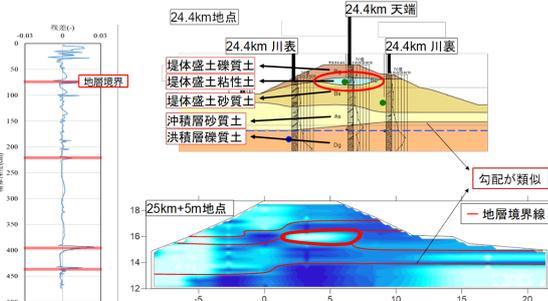 残差(-)
-0.03 0 0.03
0
50
地層境界
100
150
200
250
300
350
400
450
24.4km地点
24.4km 天端
24.4km 川表
24.4km 川裏
堤体盛土礫質土
堤体盛土粘性土
堤体盛土砂質土
沖積層砂質土
洪積層礫質土
As
Dg
勾配が類似
25km+5m地点
地層境界線
18
16
14
12
-5 0 5 10 15 20